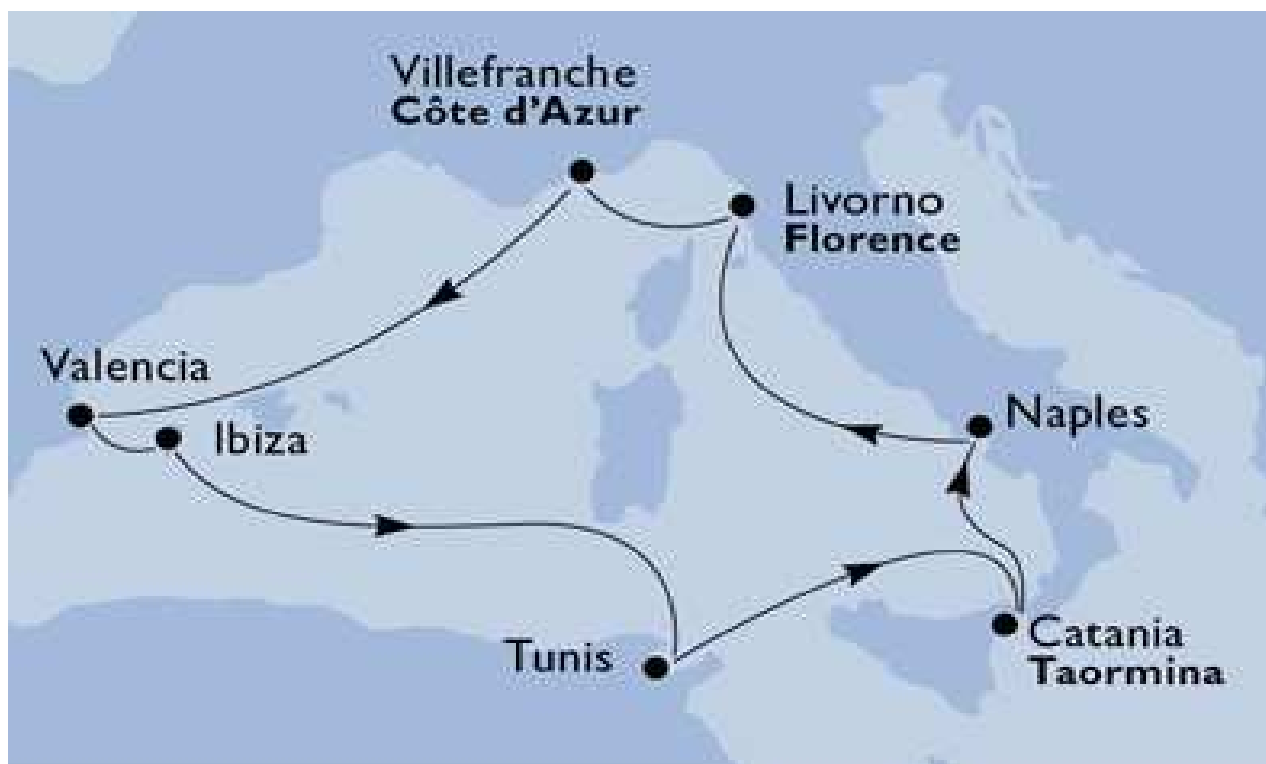 Villefranche
Côte d'Azur
Livorno
Florence
Valencia
Ibiza
Naples
Tunis
Catania
Taormina